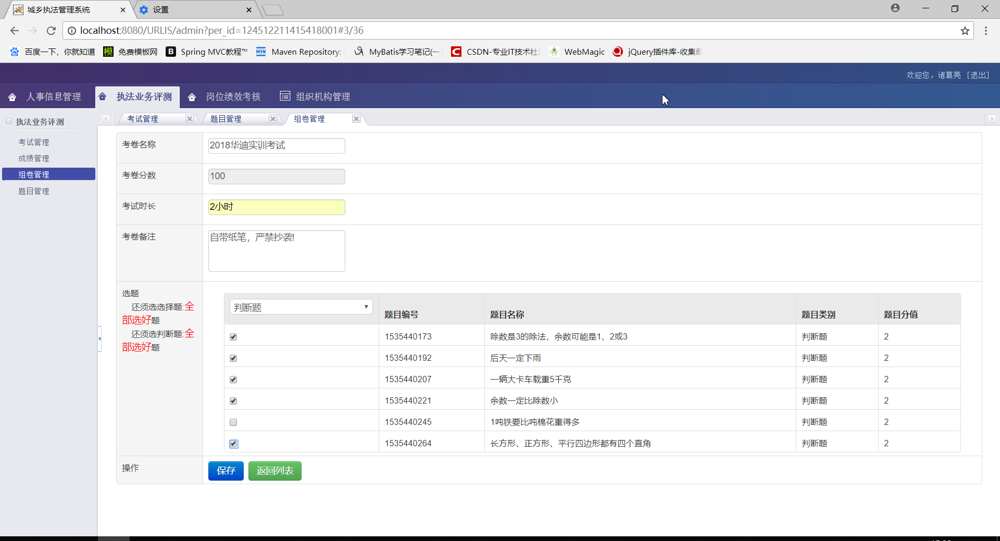 城乡执法管理系统
设置
localhost:8080/URLIS/admin?per_id=124512211415418001#3/36
百度一下，你就知道 免费模板网 Spring MVC教程™ Maven Repository: MyBatis学习笔记(一 CSDN-专业IT技术社 WebMagic jQuery插件库-收集最
欢迎您，诸葛亮 [退出]
人事信息管理 执法业务评测 岗位绩效考核 组织机构管理
执法业务评测
考试管理
成绩管理
组卷管理
题目管理
考试管理 题目管理 组卷管理
考卷名称 2018华迪实训考试
考卷分数 100
考试时长 2小时
考卷备注 自带纸笔，严禁抄袭!
选题
还须选选择题:全
部选好题
还须选判断题:全
部选好题
判断题 题目编号 题目名称 题目类别 题目分值
1535440173 除数是3的除法，余数可能是1、2或3 判断题 2
1535440192 后天一定下雨 判断题 2
1535440207 一辆大卡车载重5千克 判断题 2
1535440221 余数一定比除数小 判断题 2
1535440245 1吨铁要比吨棉花重得多 判断题 2
1535440264 长方形、正方形、平行四边形都有四个直角 判断题 2
操作 保存 返回列表